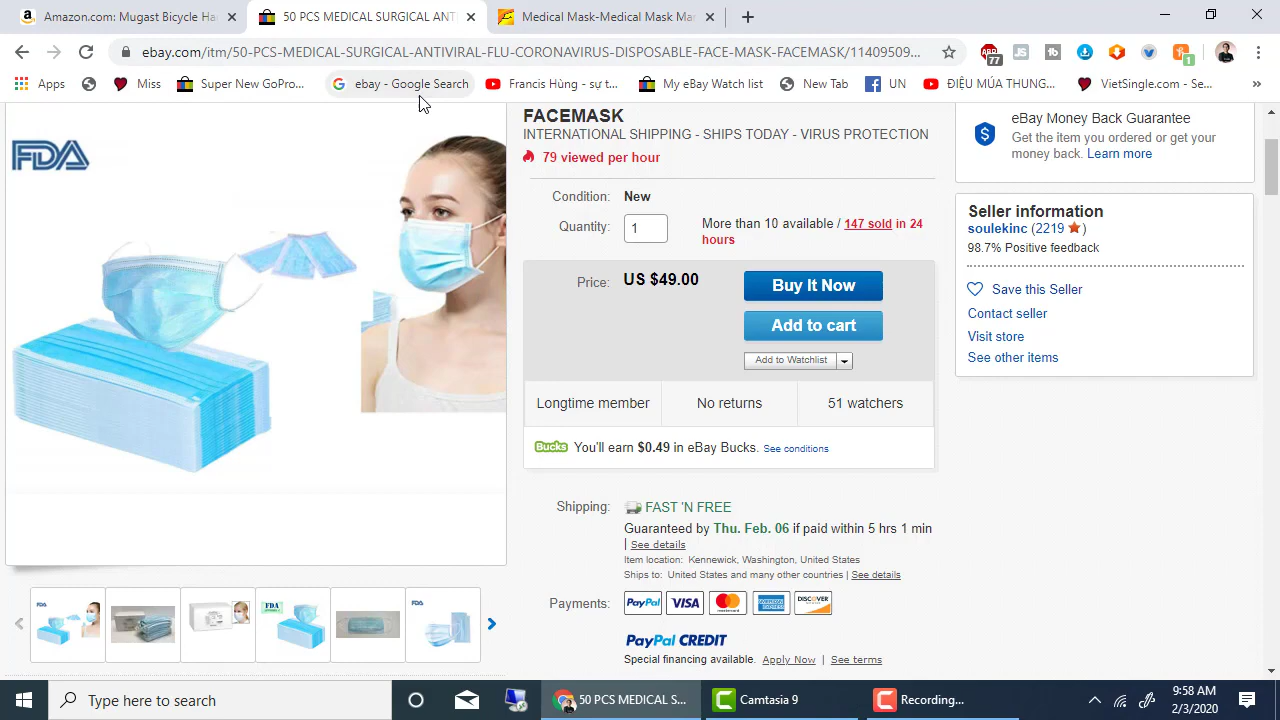 Amazon.com: Mugast Bicycle Ha
50 PCS MEDICAL SURGICAL ANTI
Medical Mask-Medical Mask Ma
ebay.com/itm/50-PCS-MEDICAL-SURGICAL-ANTIVIRAL-FLU-CORONAVIRUS-DISPOSABLE-FACE-MASK-FACEMASK/11409509...
77
1
Apps
Miss
Super New GoPro...
ebay - Google Search
Francis Hùng - sự t...
My eBay Watch list
New Tab
UN
ĐIỆU MÚA THUNG...
VietSingle.com - Se...
FDA
FACEMASK
INTERNATIONAL SHIPPING - SHIPS TODAY - VIRUS PROTECTION
79 viewed per hour
Condition: New
Quantity: 1
More than 10 available / 147 sold in 24
hours
Price: US $49.00
Buy It Now
Add to cart
Add to Watchlist
Longtime member
No returns
51 watchers
Bucks You'll earn $0.49 in eBay Bucks. See conditions
Shipping: FAST 'N FREE
Guaranteed by Thu. Feb. 06 if paid within 5 hrs 1 min
| See details
Item location: Kennewick, Washington, United States
Ships to: United States and many other countries | See details
Payments: PayPal VISA mastercard AMERICAN EXPRESS DISCOVER
PayPal CREDIT
Special financing available. Apply Now | See terms
eBay Money Back Guarantee
Get the item you ordered or get your
money back. Learn more
Seller information
soulekinc (2219 )
98.7% Positive feedback
Save this Seller
Contact seller
Visit store
See other items
FDA
FDA
FDA
Type here to search
50 PCS MEDICAL S...
Camtasia 9
Recording...
9:58 AM
2/3/2020